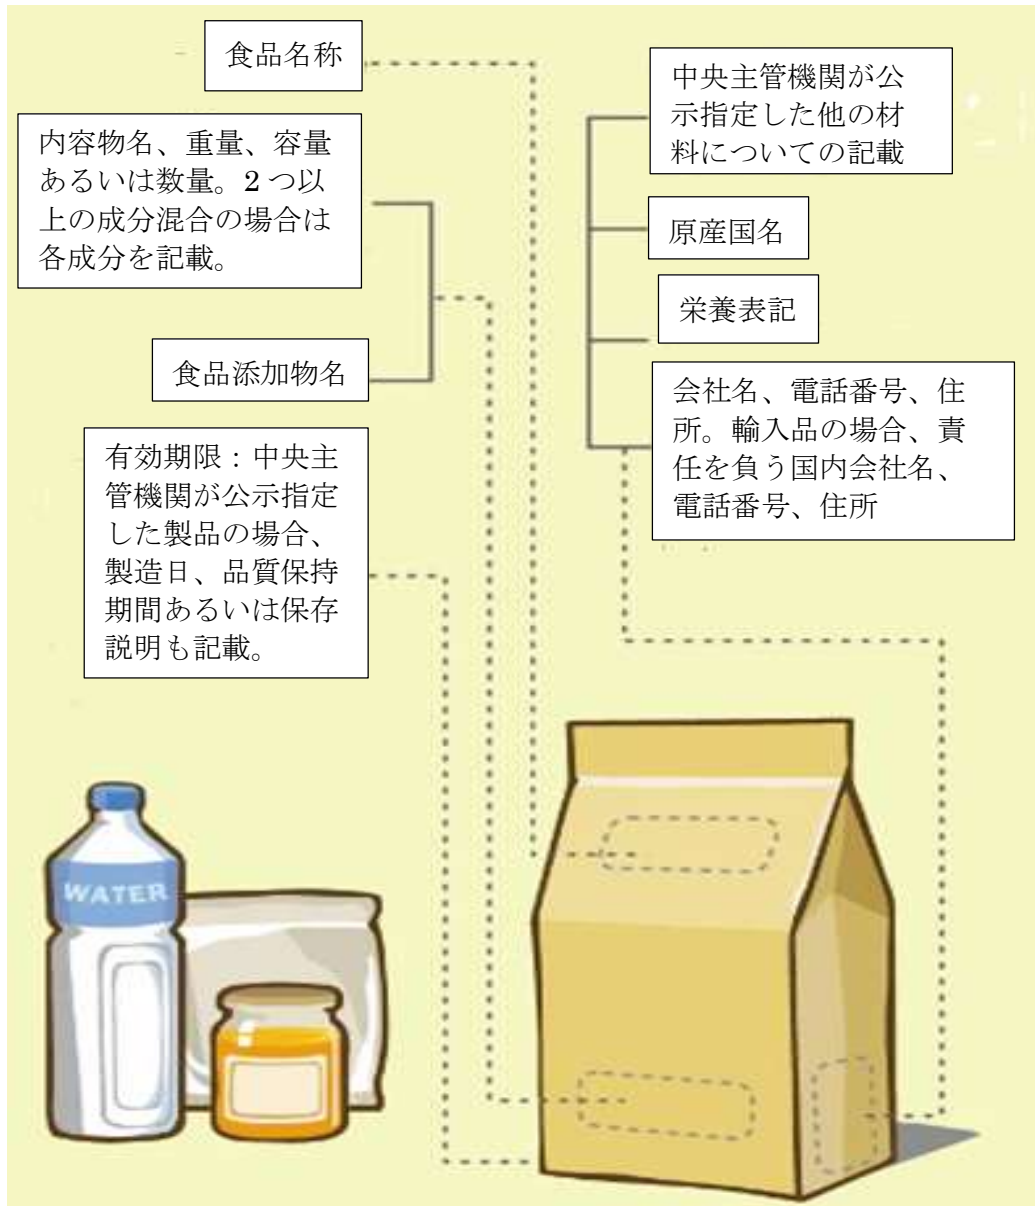 食品名称
内容物名、重量、容量
あるいは数量。2つ以
上の成分混合の場合は
各成分を記載。
食品添加物名
有効期限：中央主
管機関が公示指定
した製品の場合、
製造日、品質保持
期間あるいは保存
説明も記載。
中央主管機関が公
示指定した他の材
料についての記載
原産国名
栄養表記
会社名、電話番号、住
所。輸入品の場合、責
任を負う国内会社名、
電話番号、住所
WATER